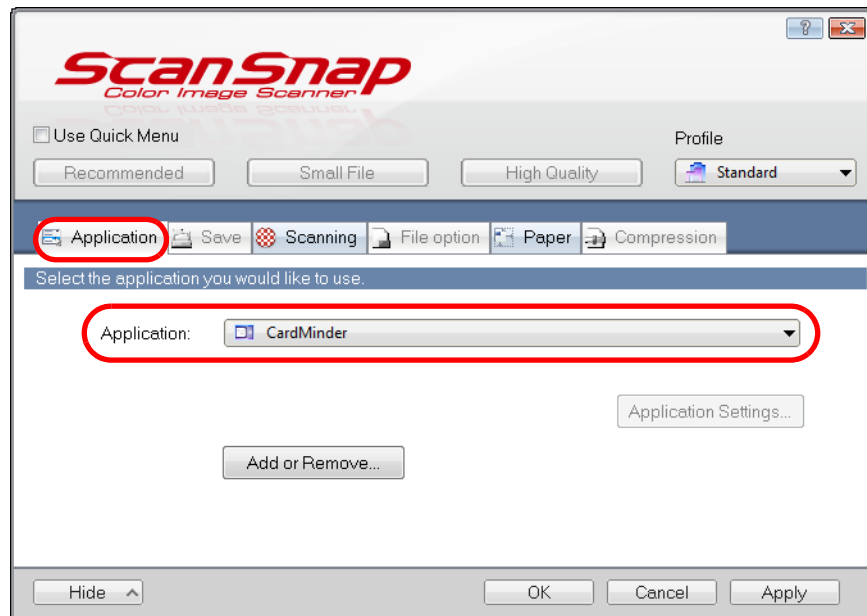 ?
ScanSnap
Color Image Scanner
Use Quick Menu
Profile
Recommended Small File High Quality Standard
Application Save Scanning File option Paper Compression
Select the application you would like to use.
Application: CardMinder
Application Settings...
Add or Remove...
Hide OK Cancel Apply